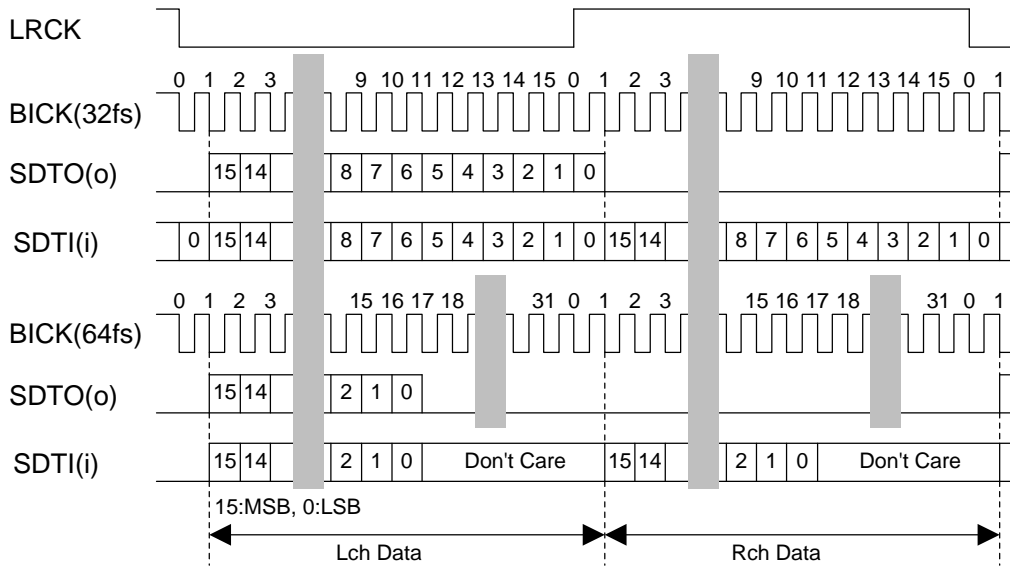 LRCK
0 1 2 3 9 10 11 12 13 14 15 0 1 2 3 9 10 11 12 13 14 15 0 1
BICK(32fs)
SDTO(o) 15 14 8 7 6 5 4 3 2 1 0
SDTI(i) 0 15 14 8 7 6 5 4 3 2 1 0 15 14 8 7 6 5 4 3 2 1 0
0 1 2 3 15 16 17 18 31 0 1 2 3 15 16 17 18 31 0 1
BICK(64fs)
SDTO(o) 15 14 2 1 0
SDTI(i) 15 14 2 1 0 Don't Care 15 14 2 1 0 Don't Care
15:MSB, 0:LSB
Lch Data Rch Data